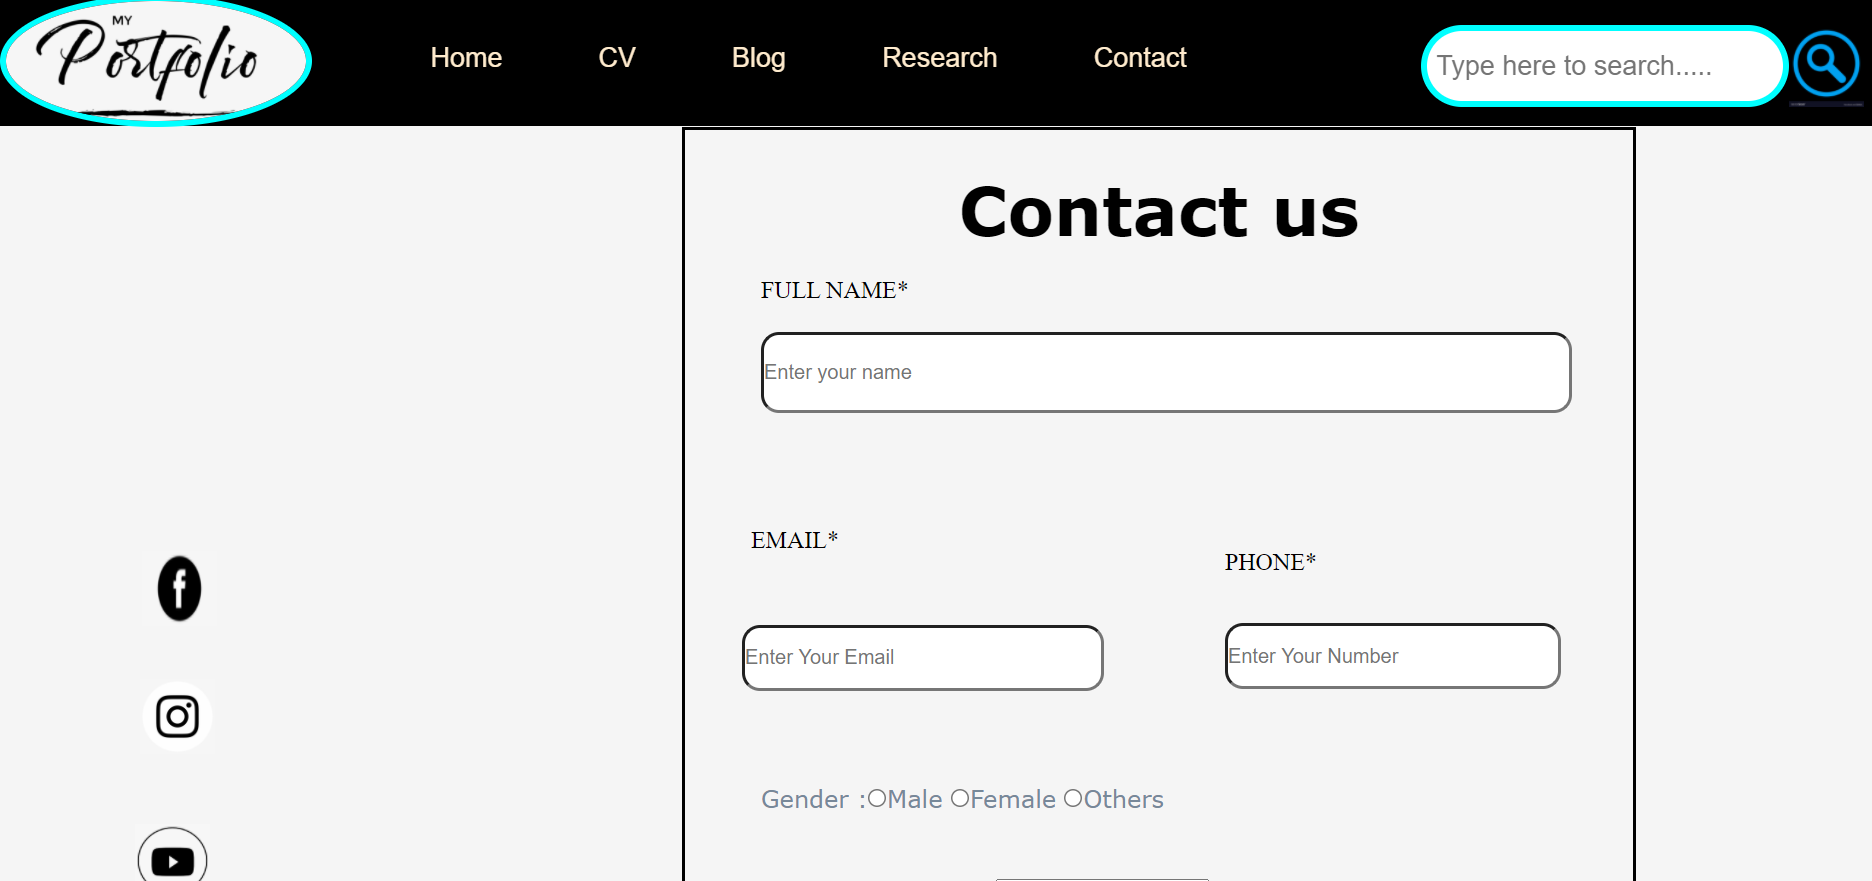 MY
Portfolio
Home CV Blog Research Contact
Type here to search.....
Contact us
FULL NAME*
Enter your name
EMAIL*
PHONE*
Enter Your Email
Enter Your Number
Gender :Male Female Others